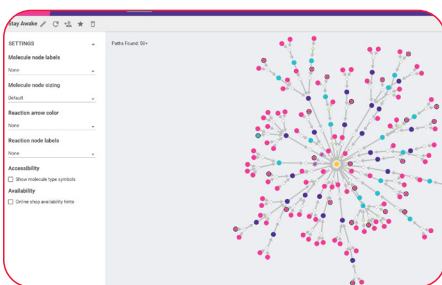 Stay Awake
SETTINGS
Paths Found: 50+
Molecule node labels
None
Molecule node sizing
Default
Reaction arrow color
None
Reaction node labels
None
Accessibility
Show molecule type symbols
Availability
Online shop availability hints